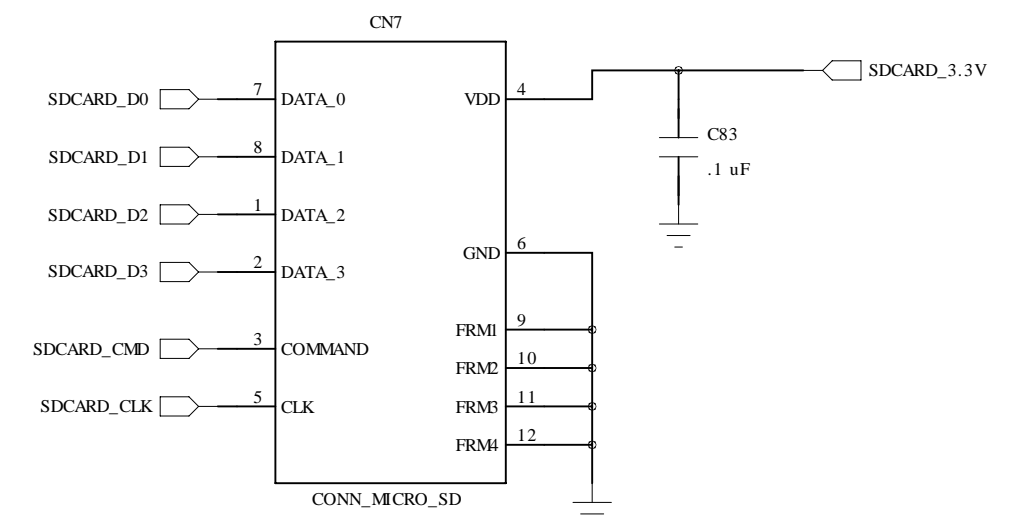 CN7
SDCARD_D0 7 DATA_0 VDD 4 SDCARD_3.3V
C83
SDCARD_D1 8 DATA_1
.1 uF
SDCARD_D2 1 DATA_2
GND 6
SDCARD_D3 2 DATA_3
FRM1 9
SDCARD_CMD 3 COMMAND
FRM2 10
SDCARD_CLK 5 CLK FRM3 11
FRM4 12
CONN_MICRO_SD